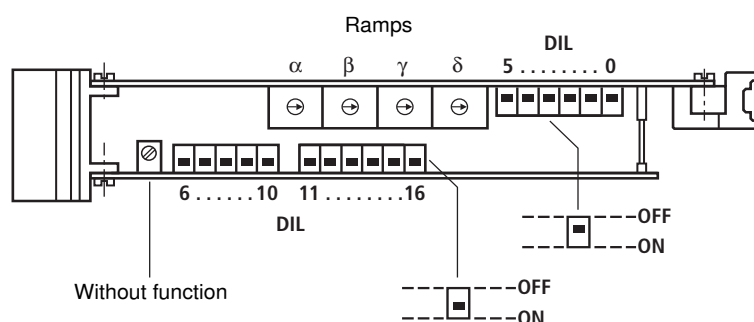 Ramps
α β γ δ
DIL
5 . . . . . . . . 0
6 . . . . . . 10 11 . . . . . . . . 16
DIL
OFF
ON
Without function
OFF
ON